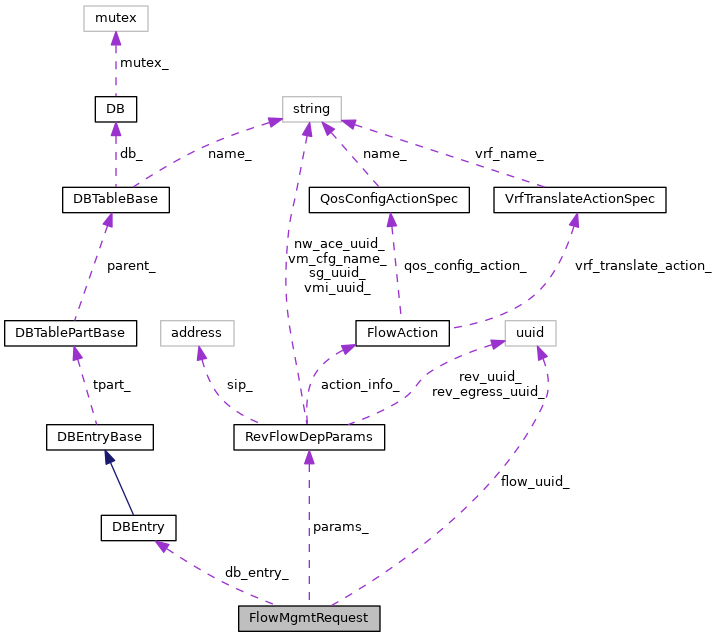 mutex
mutex_
DB
string
db_
name_
name_
vrf_name_
DBTableBase
QosConfigActionSpec
VrfTranslateActionSpec
nw_ace_uuid_
vm_cfg_name_
sg_uuid_
vmi_uuid_
parent_
qos_config_action_
vrf_translate_action_
DBTablePartBase
address
FlowAction
uuid
tpart_
sip_
action_info_
rev_uuid_
rev_egress_uuid_
DBEntryBase
RevFlowDepParams
flow_uuid_
DBEntry
params_
db_entry_
FlowMgmtRequest